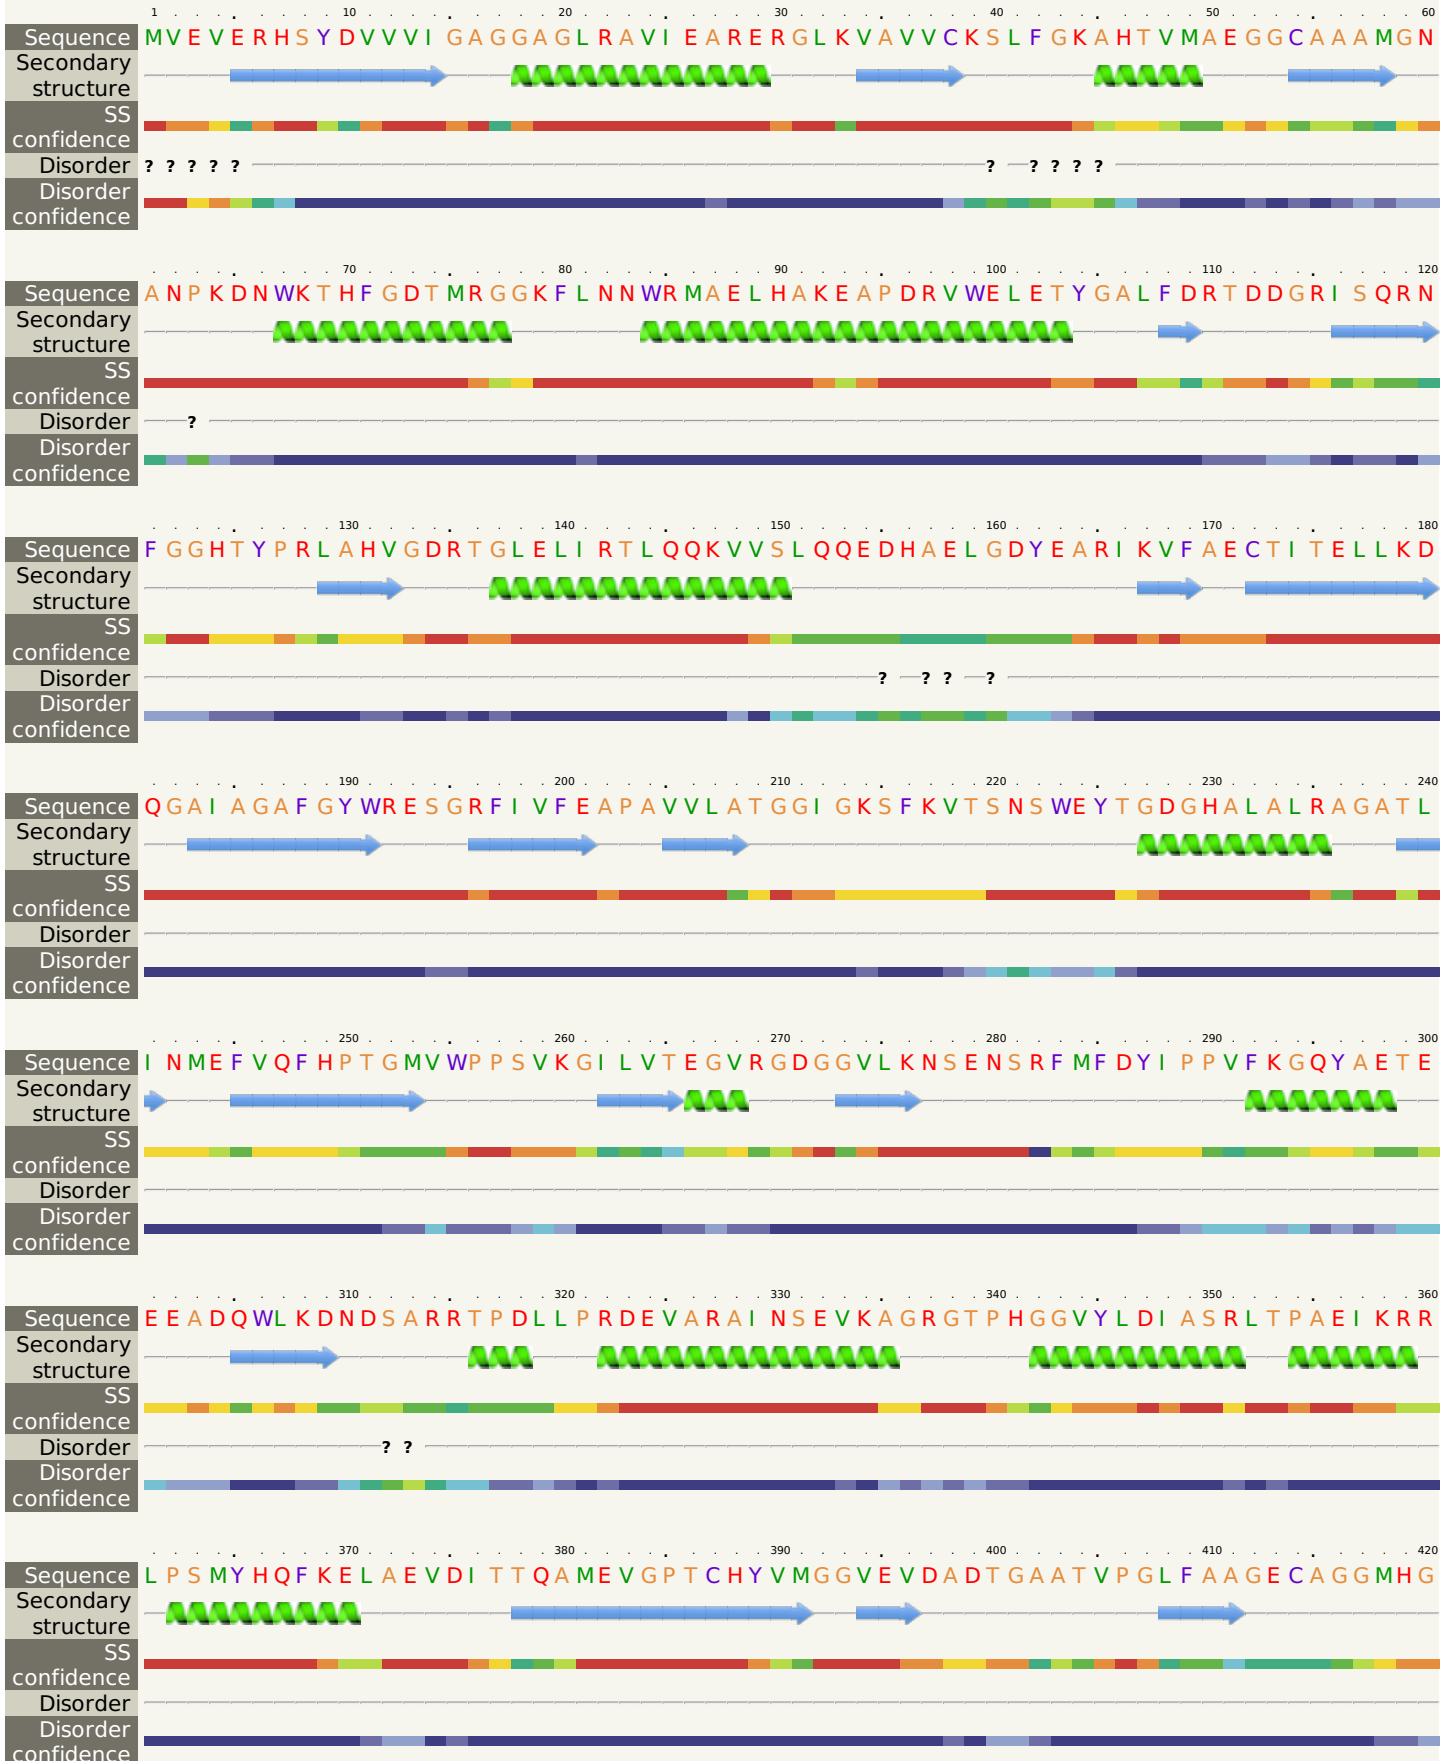 1 10 20 30 40 50 60
Sequence MVEVERHSYDVVVIGAGGAGLRAVIEARERGLKVAVVCKSLFGKAHTVMAEGGCAAAMGN
Secondary
structure
SS
confidence
Disorder ? ? ? ? ? ? ? ? ? ?
Disorder
confidence
70 80 90 100 110 120
Sequence ANPKDNWKTHFGDTMRGGKFLNNWRMAELHAKEAPDRVWELETYGALFDRTDDGRISQRN
Secondary
structure
SS
confidence
Disorder ?
Disorder
confidence
130 140 150 160 170 180
Sequence FGGHTYPRLAHVGDRTGLELIRTLQQKVVSLQQEDHAELGDYEARIKVFAECTITELLKD
Secondary
structure
SS
confidence
Disorder ? ? ? ?
Disorder
confidence
190 200 210 220 230 240
Sequence QGAIAGAFGYWRESGRFIVFEAPAVVLATGGIGKSFKVTSNSWEYTGDGHALALRAGATL
Secondary
structure
SS
confidence
Disorder
Disorder
confidence
250 260 270 280 290 300
Sequence INMEFVQFHPTGMVWPPSVKGILVTEGVRGDGGVLKNSENSRFMFDYIPPVFKGQYAETE
Secondary
structure
SS
confidence
Disorder
Disorder
confidence
310 320 330 340 350 360
Sequence EEADQWLKDNDSARRTPDLLPRDEVARAINSEVKAGRGTPHGGVYLDIASRLTPAEIKRR
Secondary
structure
SS
confidence
Disorder ? ?
Disorder
confidence
370 380 390 400 410 420
Sequence LPSMYHQFKELAEVDITTQAMEVGPTCHYVMGGVEVDADTGAATVPGLFAAGECAGGMHG
Secondary
structure
SS
confidence
Disorder
Disorder
confidence